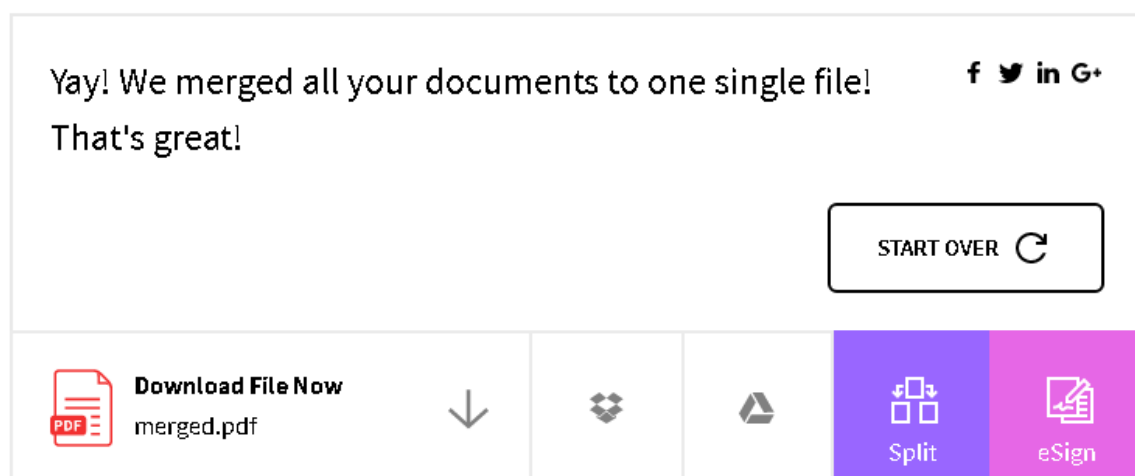 Yay! We merged all your documents to one single file!
That's great!
f in G+
START OVER
Download File Now
merged.pdf
PDF
Split
eSign